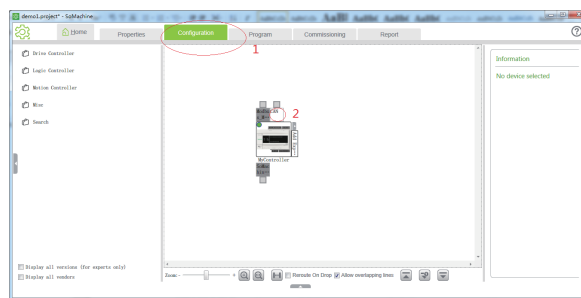 demo1.project* - SoMachine
Home
Properties
Configuration
Program
Commissioning
Report
1
Drive Controller
Logic Controller
Motion Controller
Misc
Search
CAN
2
MyController
Information
No device selected
Display all versions (for experts only)
Display all vendors
Zoom: - +
Reroute On Drop
Allow overlapping lines